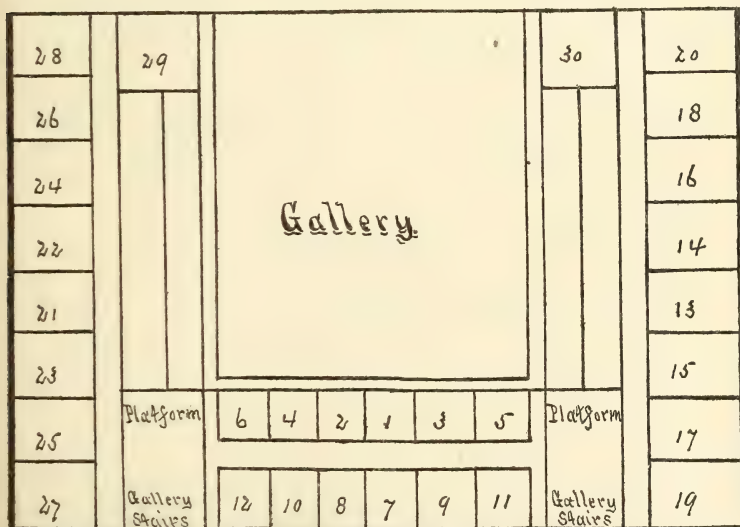 28 29 30 20
26 18
24 16
Gallery.
22 14
21 13
23 15
Platform 6 4 2 1 3 5 Platform
25 17
27 Gallery 12 10 8 7 9 11 Gallery 19
Stairs Stairs